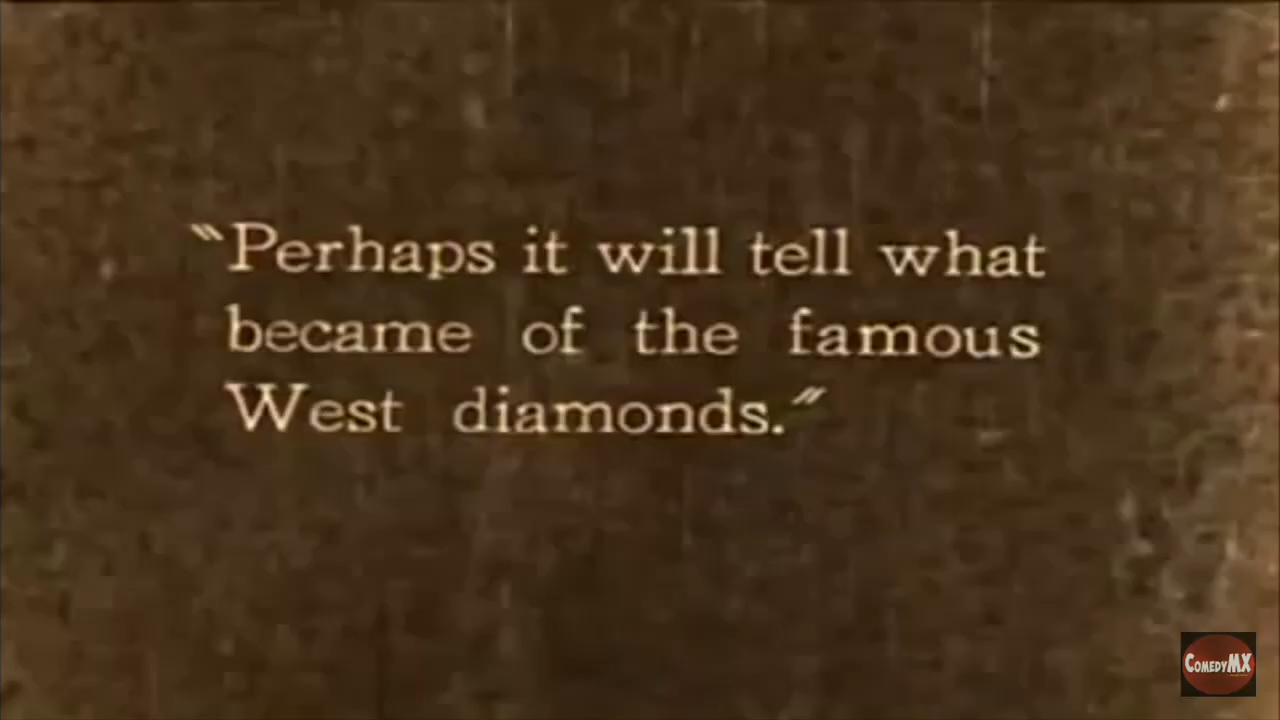 "Perhaps it will tell what
became of the famous
West diamonds."
COMEDYMX